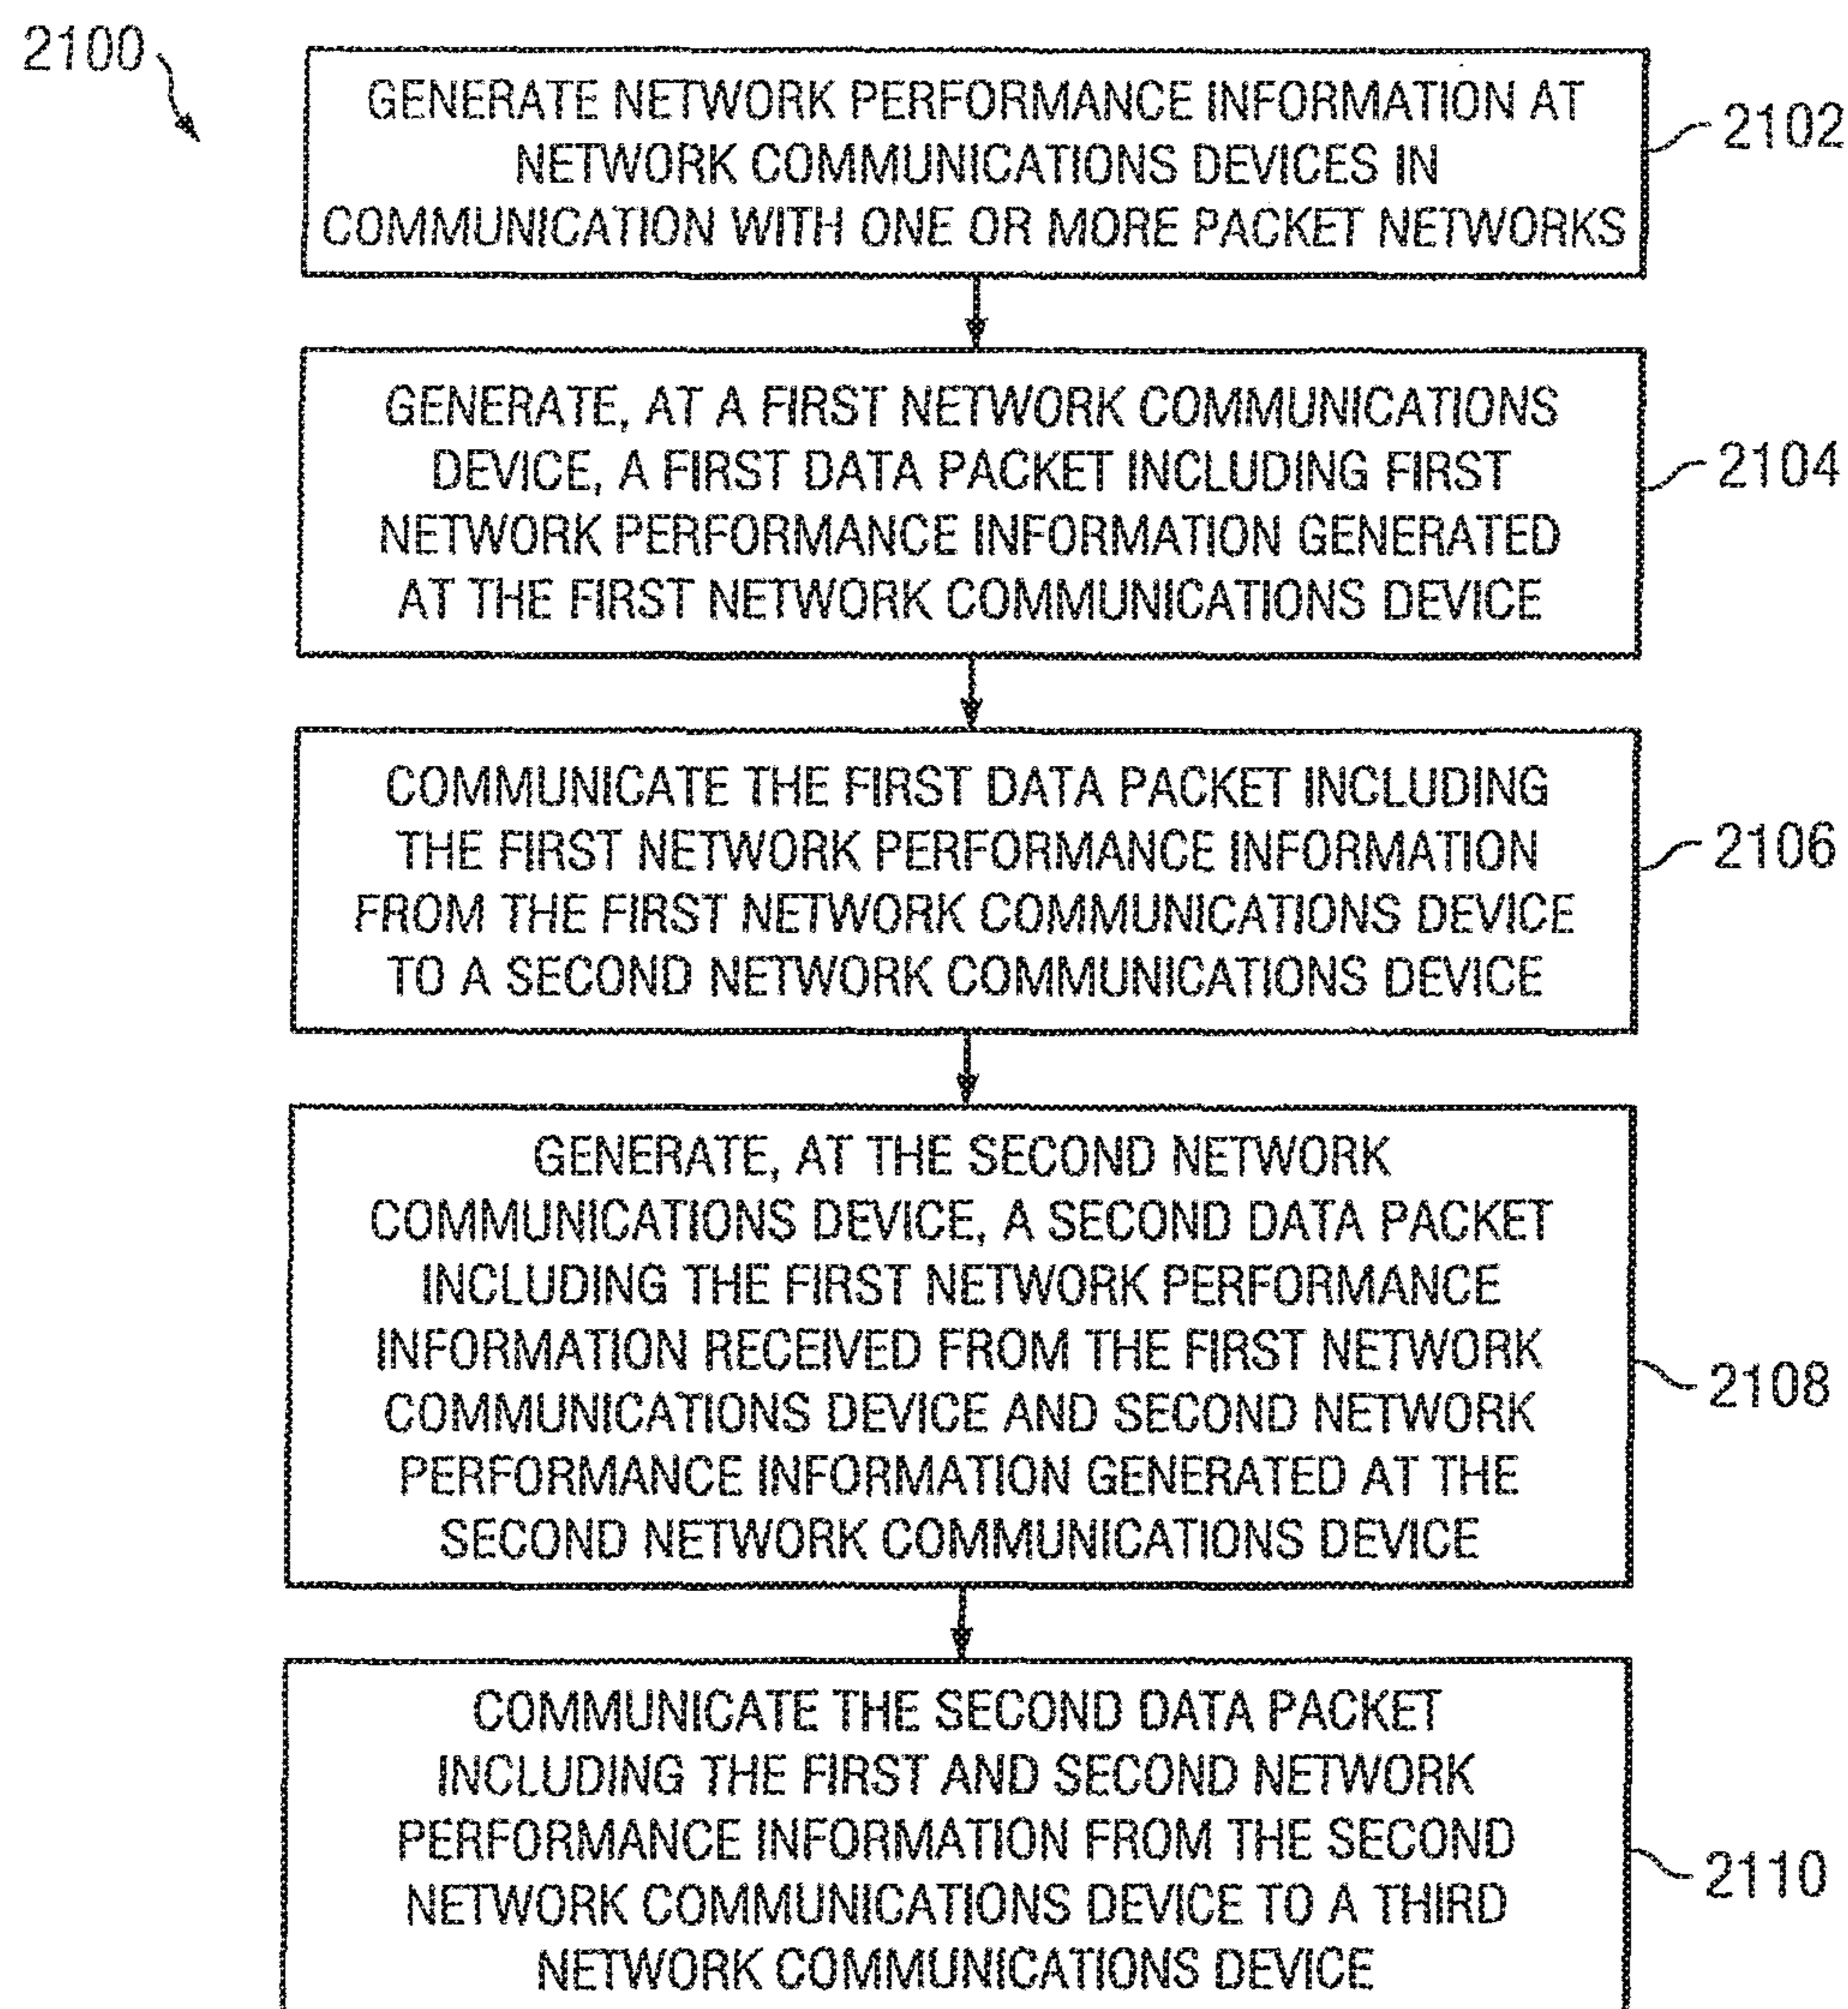 2100
GENERATE NETWORK PERFORMANCE INFORMATION AT
NETWORK COMMUNICATIONS DEVICES IN
COMMUNICATION WITH ONE OR MORE PACKET NETWORKS
2102
GENERATE, AT A FIRST NETWORK COMMUNICATIONS
DEVICE, A FIRST DATA PACKET INCLUDING FIRST
NETWORK PERFORMANCE INFORMATION GENERATED
AT THE FIRST NETWORK COMMUNICATIONS DEVICE
2104
COMMUNICATE THE FIRST DATA PACKET INCLUDING
THE FIRST NETWORK PERFORMANCE INFORMATION
FROM THE FIRST NETWORK COMMUNICATIONS DEVICE
TO A SECOND NETWORK COMMUNICATIONS DEVICE
2106
GENERATE, AT THE SECOND NETWORK
COMMUNICATIONS DEVICE, A SECOND DATA PACKET
INCLUDING THE FIRST NETWORK PERFORMANCE
INFORMATION RECEIVED FROM THE FIRST NETWORK
COMMUNICATIONS DEVICE AND SECOND NETWORK
PERFORMANCE INFORMATION GENERATED AT THE
SECOND NETWORK COMMUNICATIONS DEVICE
2108
COMMUNICATE THE SECOND DATA PACKET
INCLUDING THE FIRST AND SECOND NETWORK
PERFORMANCE INFORMATION FROM THE SECOND
NETWORK COMMUNICATIONS DEVICE TO A THIRD
NETWORK COMMUNICATIONS DEVICE
2110